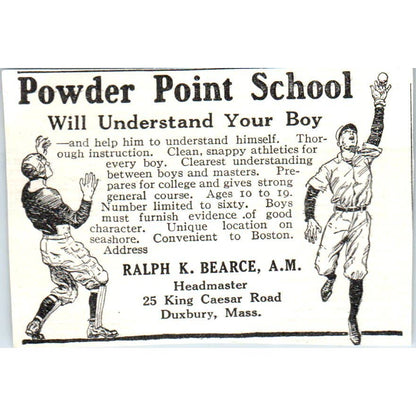 Powder Point School
Will Understand Your Boy
—and help him to understand himself. Thor-
ough instruction. Clean, snappy athletics for
every boy. Clearest understanding
between boys and masters. Pre-
pares for college and gives strong
general course. Ages 10 to 19.
Number limited to sixty. Boys
must furnish evidence of good
character. Unique location on
seashore. Convenient to Boston.
Address
RALPH K. BEARCE, A.M.
Headmaster
25 King Caesar Road
Duxbury, Mass.